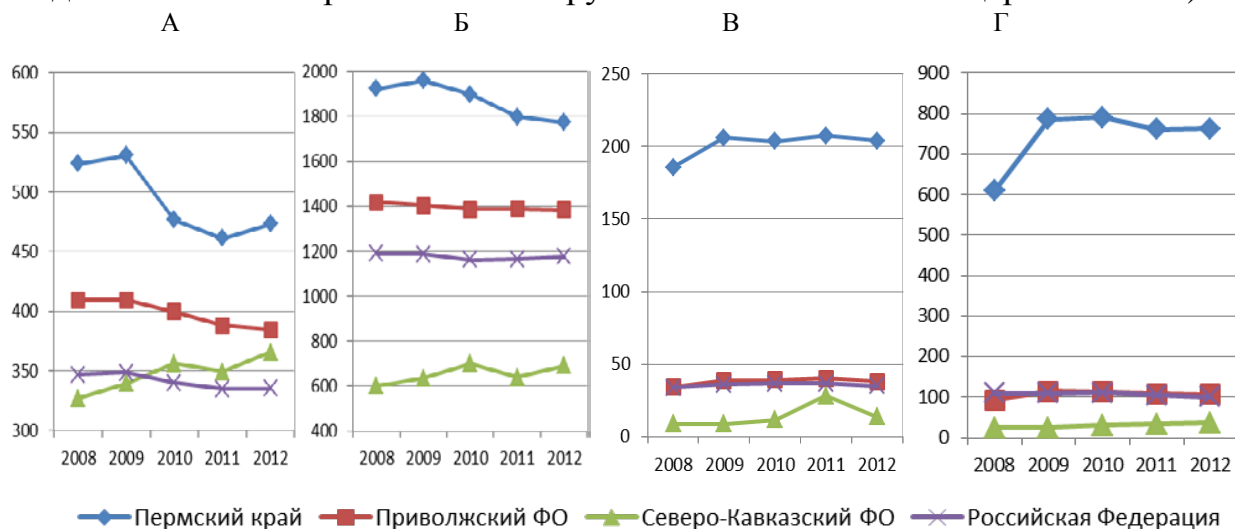 А Б В Г
600 2000 250 900
550 1800 200 800
500 1600 150 700
450 1400 100 600
400 1200 50 500
350 1000 0 400
300 800 300
600 200
400 100
0
2008 2009 2010 2011 2012 2008 2009 2010 2011 2012 2008 2009 2010 2011 2012 2008 2009 2010 2011 2012
Пермский край Приволжский ФО Северо-Кавказский ФО Российская Федерация